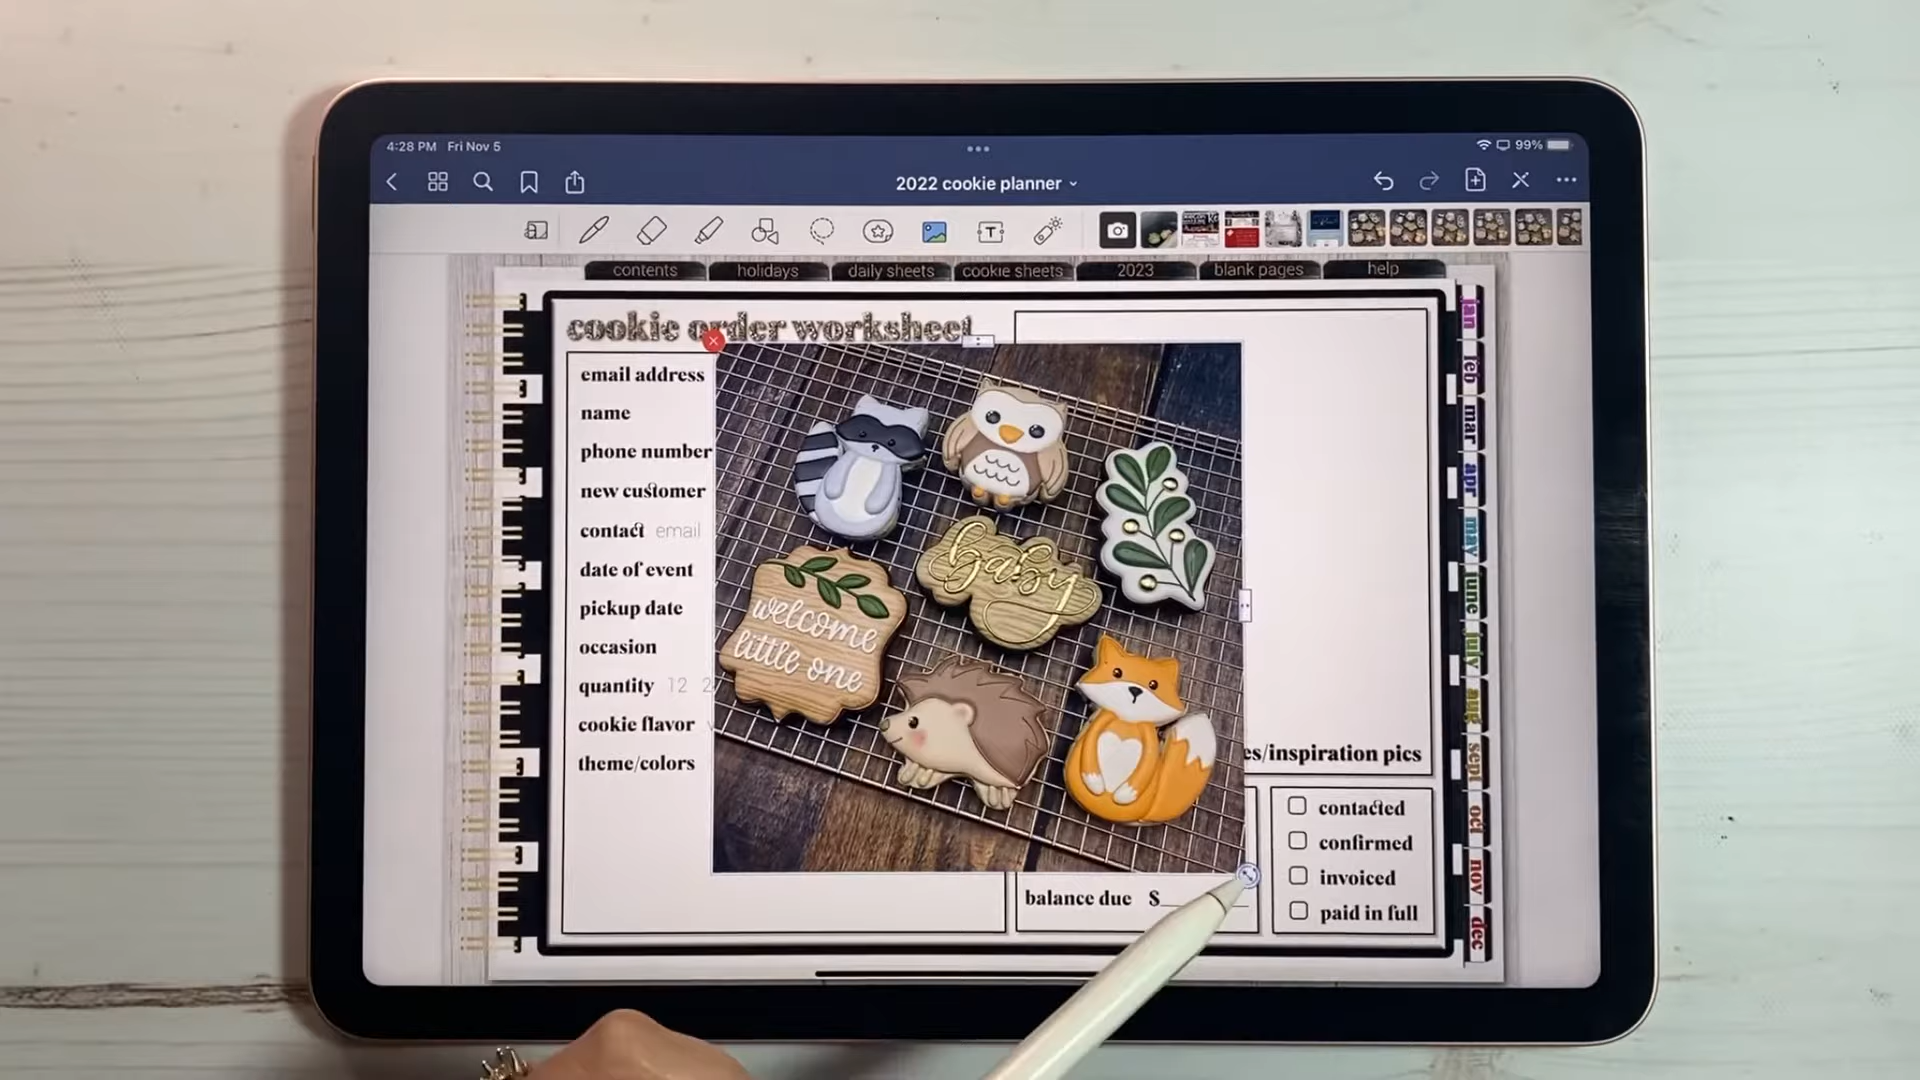 4:28 PM Fri Nov 5
99%
2022 cookie planner
T
contents holidays daily sheets cookie sheets 2023 blank pages help
cookie order worksheet
email address
name
phone number
new customer
contact email
date of event
pickup date
occasion
quantity 12 2
cookie flavor
theme/colors
welcome
little one
baby
es/inspiration pics
balance due $
contacted
confirmed
invoiced
paid in full
jan
feb
mar
apr
may
june
july
aug
sept
oct
nov
dec